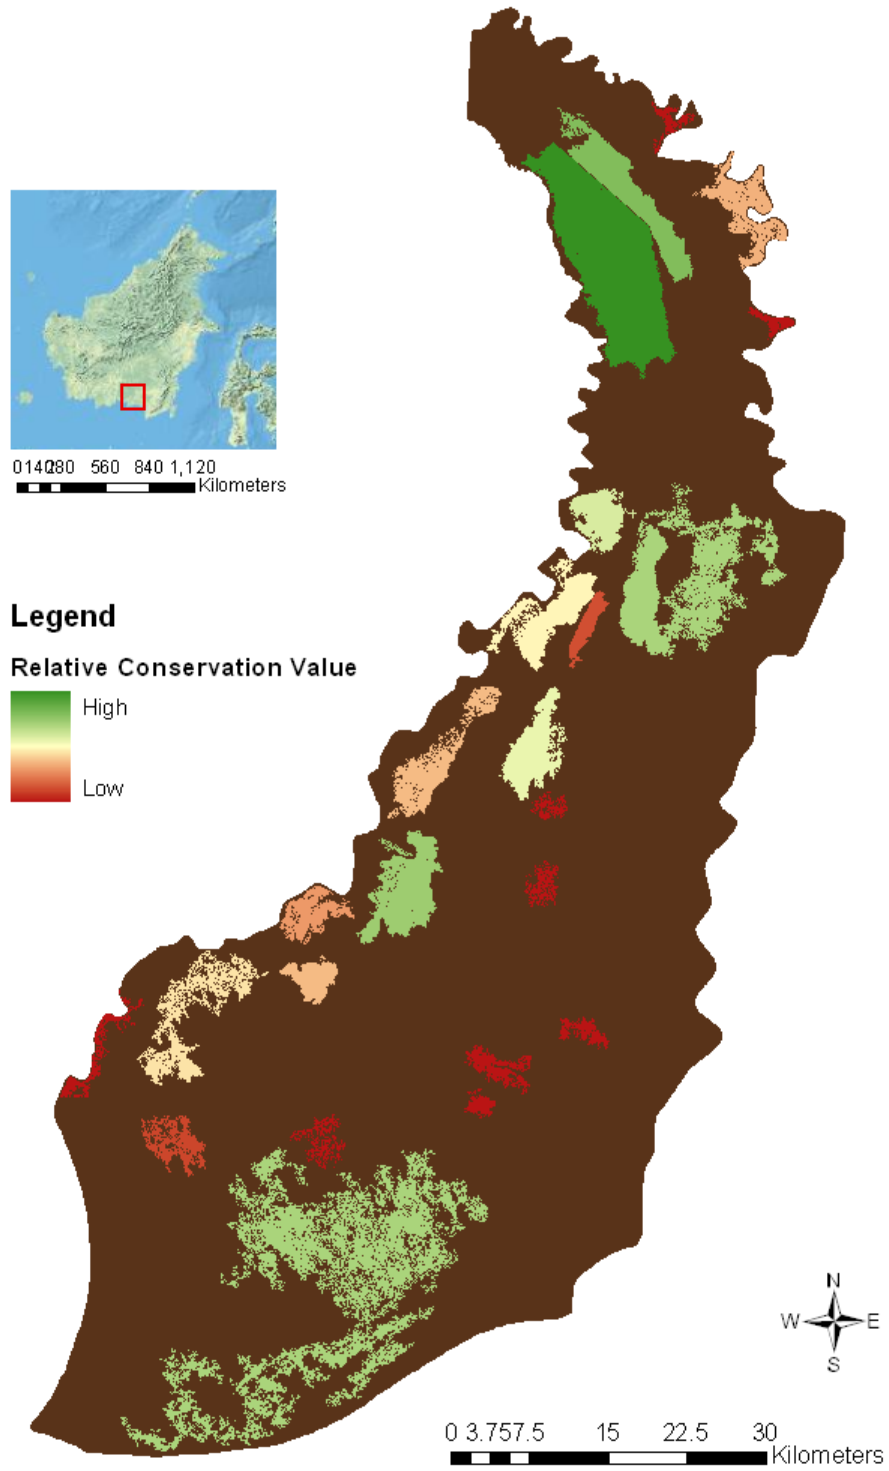 0140280 560 840 1,120
Kilometers
Legend
Relative Conservation Value
High
Low
N
W E
S
0 3.757.5 15 22.5 30
Kilometers